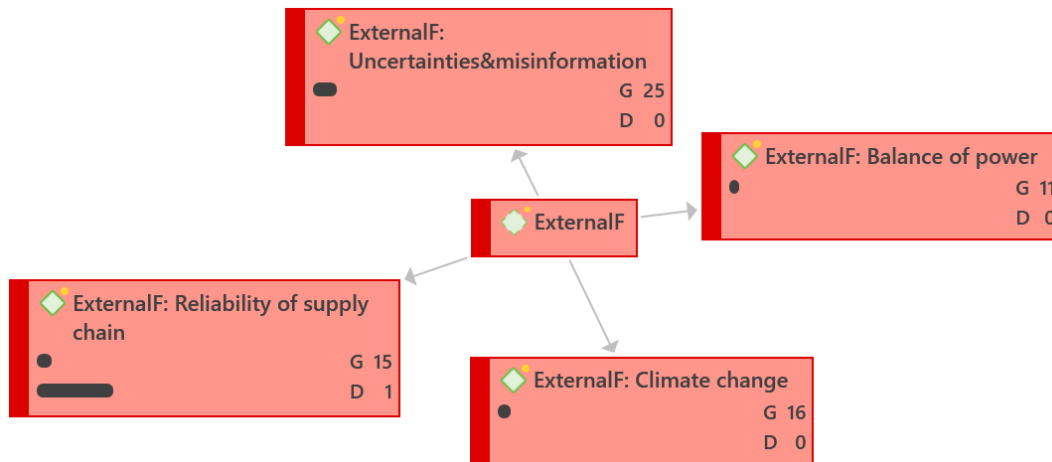 ExternalF:
Uncertainties&misinformation
G 25
D 0
ExternalF: Balance of power
G 11
D 0
ExternalF
ExternalF: Reliability of supply
chain
G 15
D 1
ExternalF: Climate change
G 16
D 0